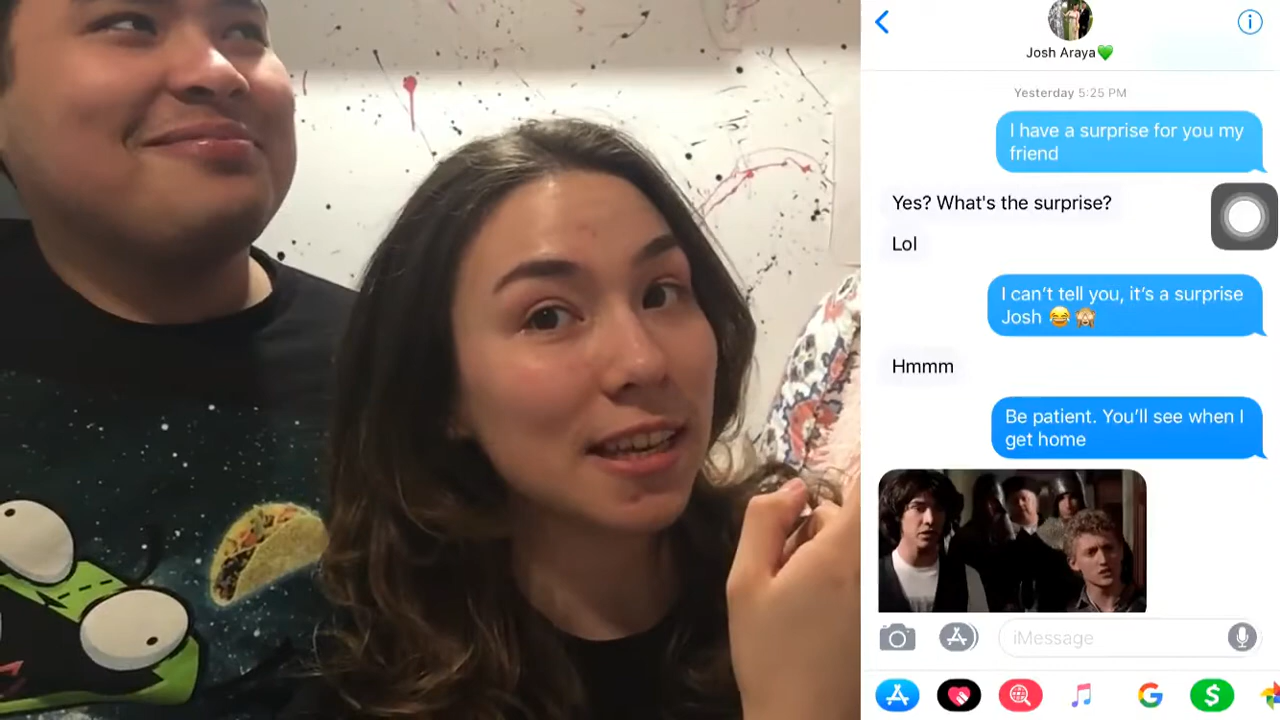 Josh Araya💚
Yesterday 5:25 PM
I have a surprise for you my
friend
Yes? What's the surprise?
Lol
I can't tell you, it's a surprise
Josh 😂 🙈
Hmmm
Be patient. You'll see when I
get home
iMessage